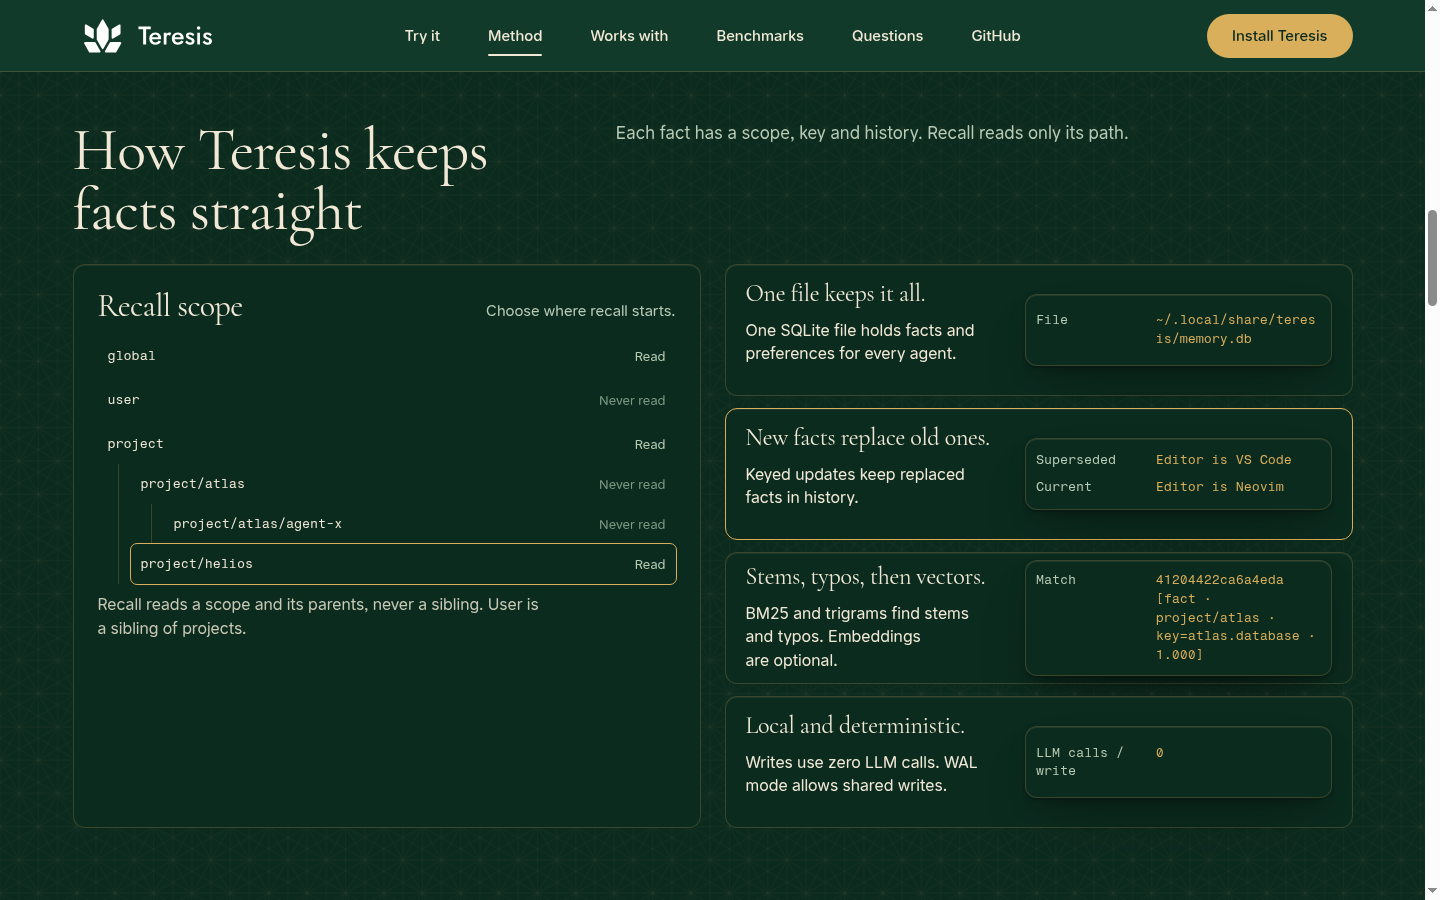 Teresis
Try it
Method
Works with
Benchmarks
Questions
GitHub
Install Teresis
How Teresis keeps
facts straight
Each fact has a scope, key and history. Recall reads only its path.
Recall scope
Choose where recall starts.
global
Read
user
Never read
project
Read
project/atlas
Never read
project/atlas/agent-x
Never read
project/helios
Read
Recall reads a scope and its parents, never a sibling. User is
a sibling of projects.
One file keeps it all.
One SQLite file holds facts and
preferences for every agent.
File
~/.local/share/teres
is/memory.db
New facts replace old ones.
Keyed updates keep replaced
facts in history.
Superseded
Editor is VS Code
Current
Editor is Neovim
Stems, typos, then vectors.
BM25 and trigrams find stems
and typos. Embeddings
are optional.
Match
41204422ca6a4eda
[fact ·
project/atlas ·
key=atlas.database ·
1.000]
Local and deterministic.
Writes use zero LLM calls. WAL
mode allows shared writes.
LLM calls /
write
0